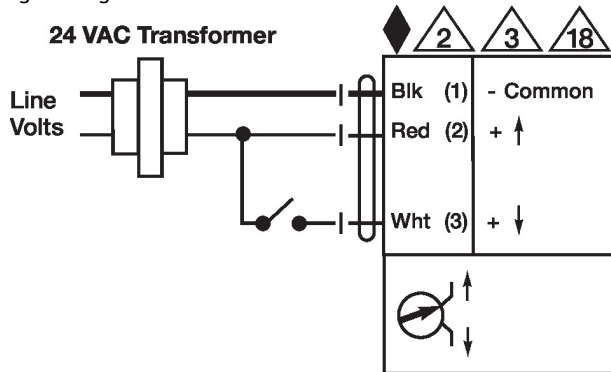 24 VAC Transformer
2 3 18
Line
Volts
Blk (1) - Common
Red (2) + ↑
Wht (3) + ↓